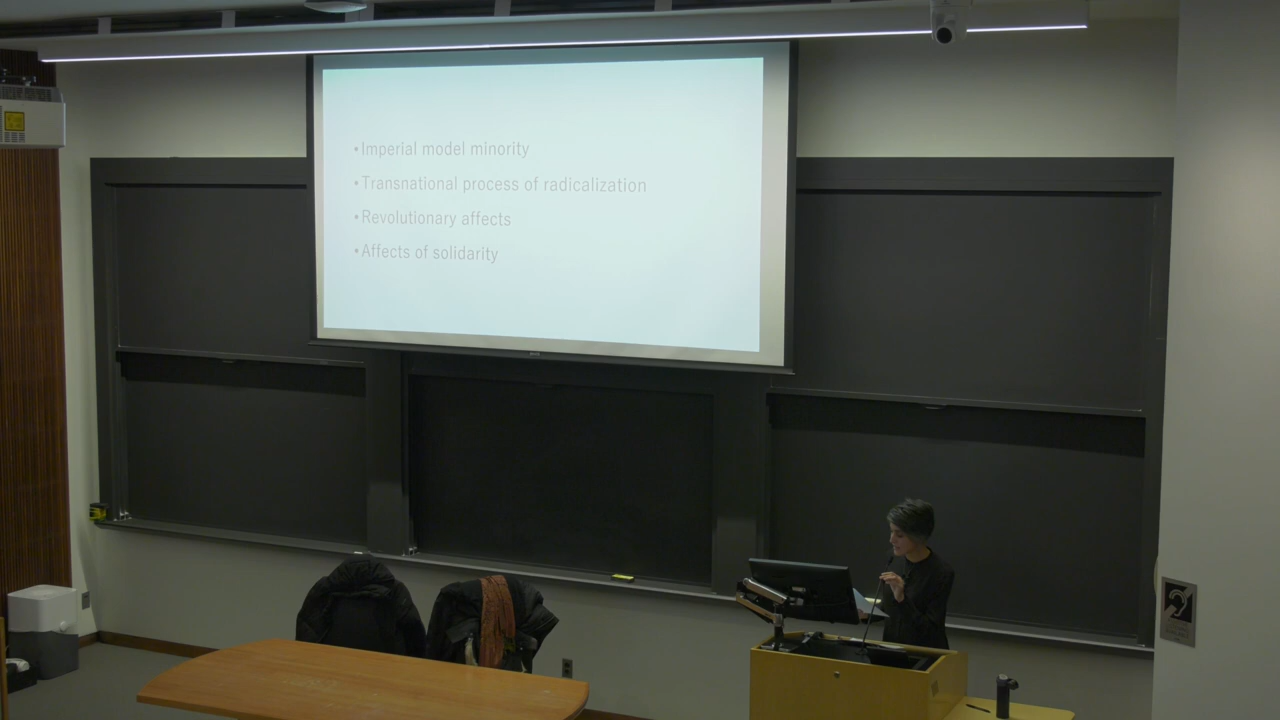 •Imperial model minority
•Transnational process of radicalization
•Revolutionary affects
•Affects of solidarity